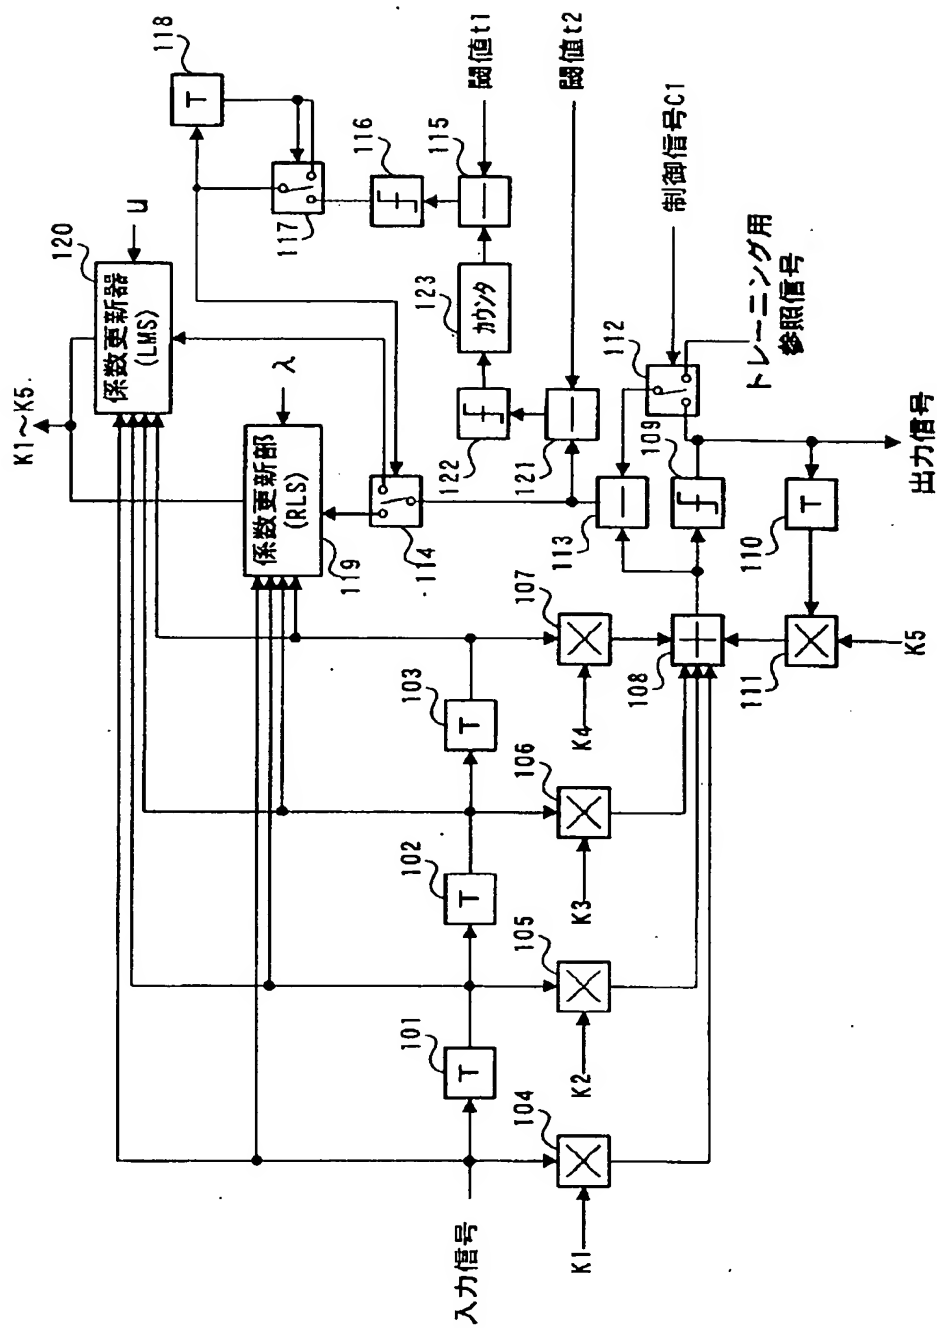 118
T
閾値t1
閾値t2
116
115
117
120
u
係数更新器
(LMS)
123
カウンタ
制御信号C1
トレーニング用
参照信号
112
K1～K5.
λ
係数更新部
(RLS)
122
121
109
出力信号
119
114
113
110
T
107
108
111
K5
103
T
K4
106
102
T
K3
105
101
T
K2
104
入力信号
K1